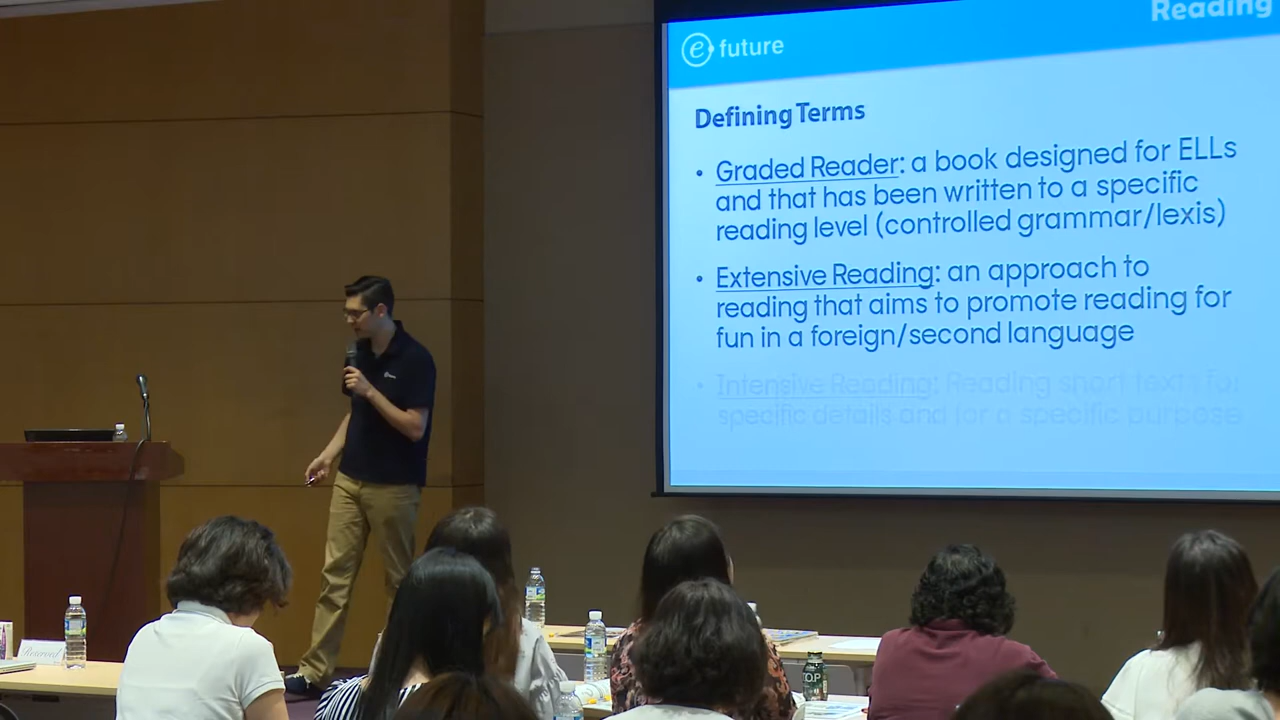 Reading
e future
Defining Terms
• Graded Reader: a book designed for ELLs
and that has been written to a specific
reading level (controlled grammar/lexis)
• Extensive Reading: an approach to
reading that aims to promote reading for
fun in a foreign/second language
• Intensive Reading: Reading short texts for
specific details and for a specific purpose
Reserved
T.O.P